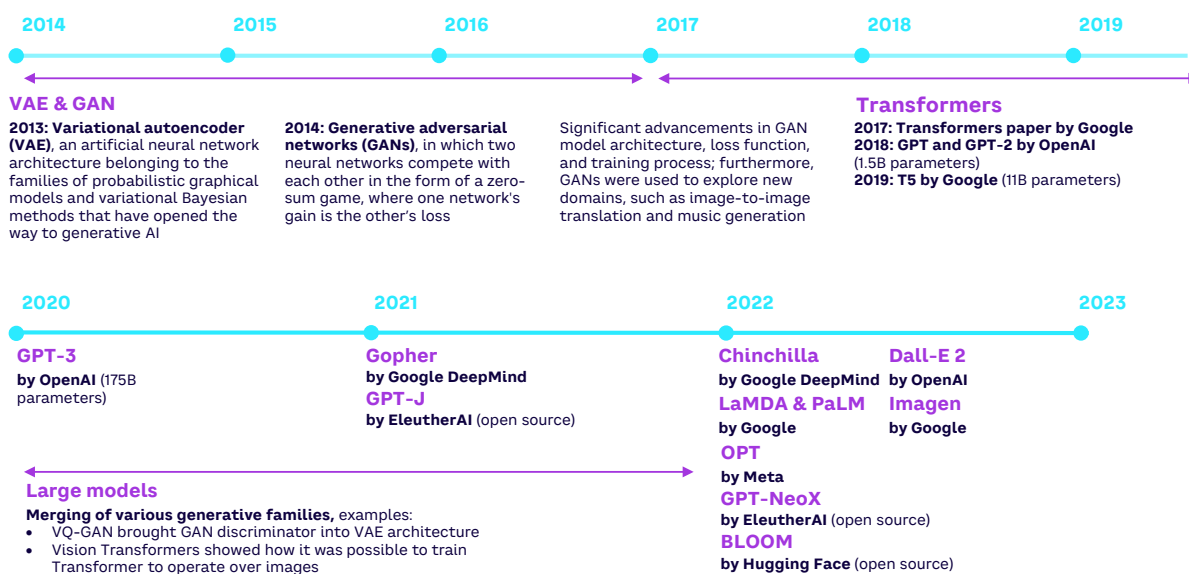 2014
2015
2016
2017
2018
2019
VAE & GAN
2013: Variational autoencoder
(VAE), an artificial neural network
architecture belonging to the
families of probabilistic graphical
models and variational Bayesian
methods that have opened the
way to generative AI
2014: Generative adversarial
networks (GANs), in which two
neural networks compete with
each other in the form of a zero-
sum game, where one network's
gain is the other's loss
Significant advancements in GAN
model architecture, loss function,
and training process; furthermore,
GANs were used to explore new
domains, such as image-to-image
translation and music generation
Transformers
2017: Transformers paper by Google
2018: GPT and GPT-2 by OpenAI
(1.5B parameters)
2019: T5 by Google (11B parameters)
2020
2021
2022
2023
GPT-3
by OpenAI (175B
parameters)
Gopher
by Google DeepMind
GPT-J
by EleutherAI (open source)
Chinchilla
by Google DeepMind
LaMDA & PaLM
by Google
OPT
by Meta
GPT-NeoX
by EleutherAI (open source)
BLOOM
by Hugging Face (open source)
Dall-E 2
by OpenAI
Imagen
by Google
Large models
Merging of various generative families, examples:
• VQ-GAN brought GAN discriminator into VAE architecture
• Vision Transformers showed how it was possible to train
Transformer to operate over images